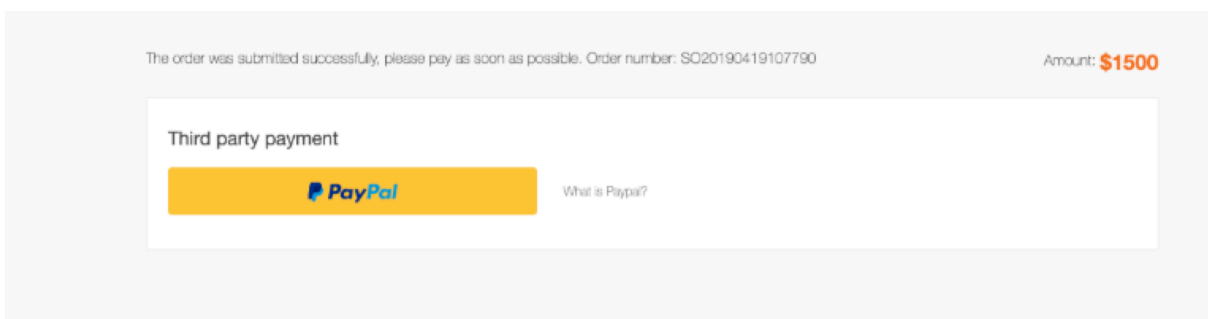 The order was submitted successfully, please pay as soon as possible. Order number: SO20190419107790
Amount: $1500
Third party payment
PayPal
What is Paypal?